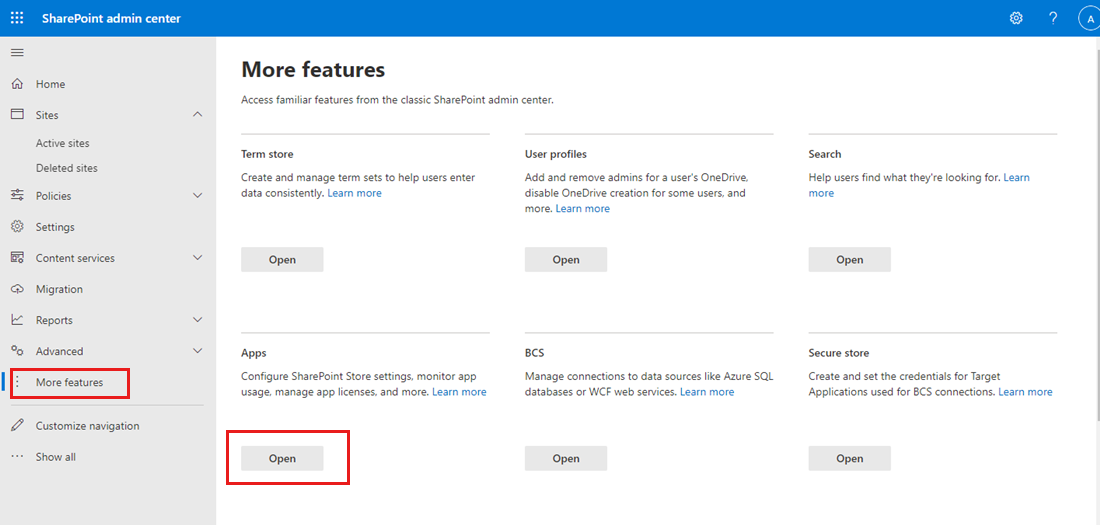 SharePoint admin center
?
A
Home
Sites
Active sites
Deleted sites
Policies
Settings
Content services
Migration
Reports
Advanced
More features
Customize navigation
Show all
More features
Access familiar features from the classic SharePoint admin center.
Term store
Create and manage term sets to help users enter
data consistently. Learn more
Open
User profiles
Add and remove admins for a user's OneDrive,
disable OneDrive creation for some users, and
more. Learn more
Open
Search
Help users find what they're looking for. Learn
more
Open
Apps
Configure SharePoint Store settings, monitor app
usage, manage app licenses, and more. Learn more
Open
BCS
Manage connections to data sources like Azure SQL
databases or WCF web services. Learn more
Open
Secure store
Create and set the credentials for Target
Applications used for BCS connections. Learn more
Open